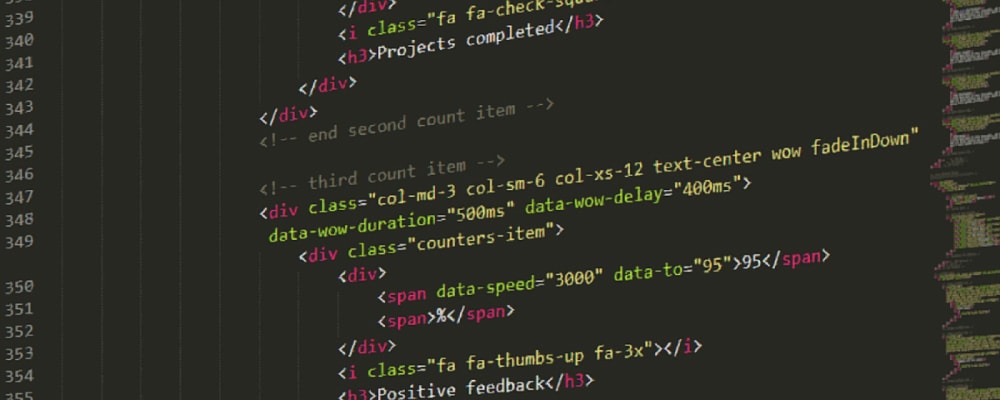 339
340
341 </div>
342 <i class="fa fa-check-squ
343 <h3>Projects completed</h3>
344 </div>
345 </div>
346 <!-- end second count item -->
347
348 <!-- third count item -->
349 <div class="col-md-3 col-sm-6 col-xs-12 text-center wow fadeInDown"
data-wow-duration="500ms" data-wow-delay="400ms">
350 <div class="counters-item">
351 <div>
352 <span data-speed="3000" data-to="95">95</span>
353 <span>%</span>
354 </div>
355 <i class="fa fa-thumbs-up fa-3x"></i>
<h3>Positive feedback</h3>